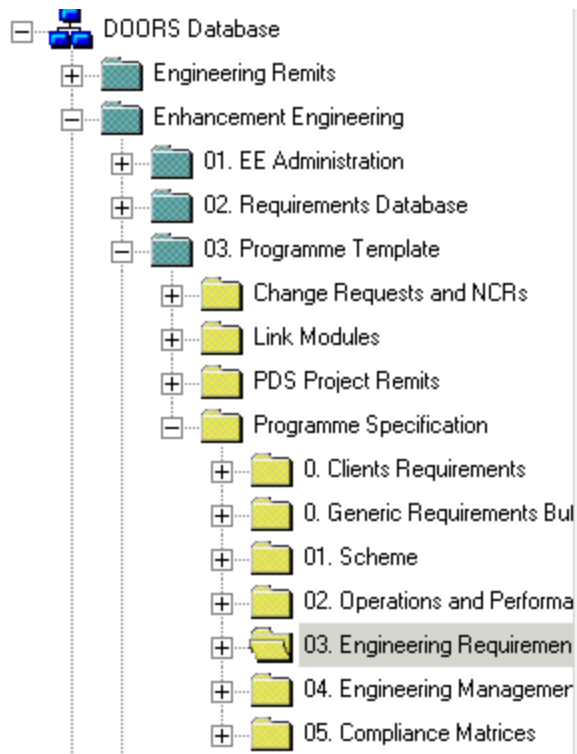 DOORS Database
Engineering Remits
Enhancement Engineering
01. EE Administration
02. Requirements Database
03. Programme Template
Change Requests and NCRs
Link Modules
PDS Project Remits
Programme Specification
0. Clients Requirements
0. Generic Requirements Bul
01. Scheme
02. Operations and Performa
03. Engineering Requiremen
04. Engineering Managemer
05. Compliance Matrices